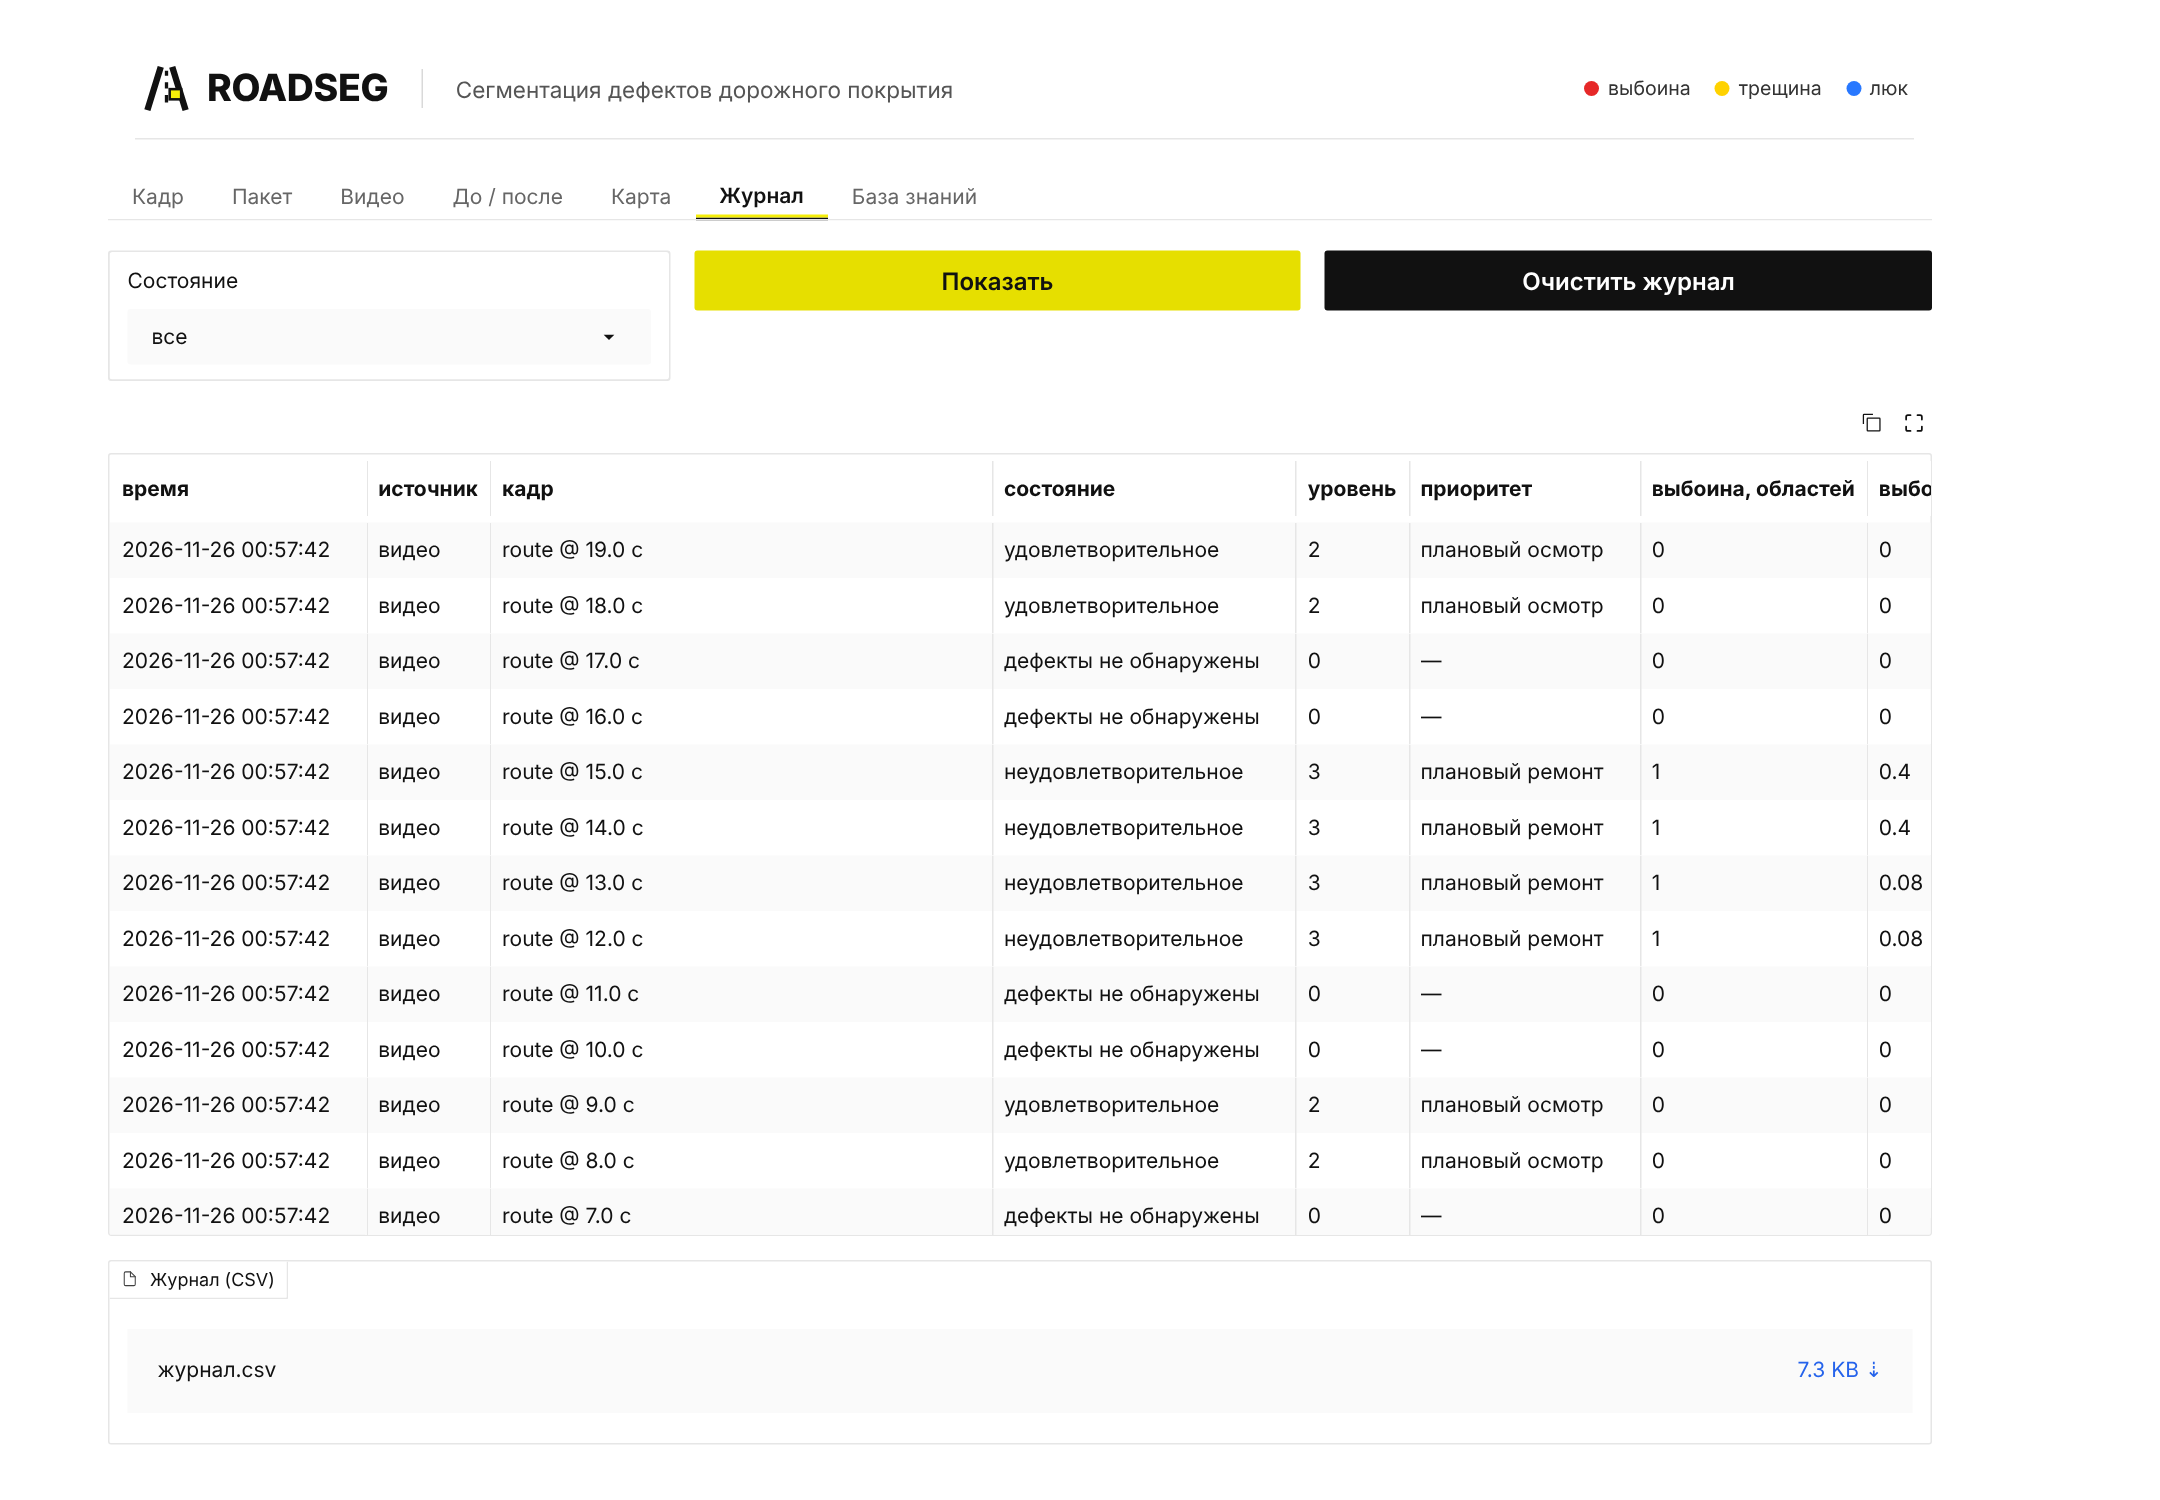 ROADSEG
Сегментация дефектов дорожного покрытия
выбоина трещина люк
Кадр Пакет Видео До / после Карта Журнал База знаний
Состояние
все
Показать
Очистить журнал
время источник кадр состояние уровень приоритет выбоина, областей выбо
2026-11-26 00:57:42 видео route @ 19.0 с удовлетворительное 2 плановый осмотр 0 0
2026-11-26 00:57:42 видео route @ 18.0 с удовлетворительное 2 плановый осмотр 0 0
2026-11-26 00:57:42 видео route @ 17.0 с дефекты не обнаружены 0 — 0 0
2026-11-26 00:57:42 видео route @ 16.0 с дефекты не обнаружены 0 — 0 0
2026-11-26 00:57:42 видео route @ 15.0 с неудовлетворительное 3 плановый ремонт 1 0.4
2026-11-26 00:57:42 видео route @ 14.0 с неудовлетворительное 3 плановый ремонт 1 0.4
2026-11-26 00:57:42 видео route @ 13.0 с неудовлетворительное 3 плановый ремонт 1 0.08
2026-11-26 00:57:42 видео route @ 12.0 с неудовлетворительное 3 плановый ремонт 1 0.08
2026-11-26 00:57:42 видео route @ 11.0 с дефекты не обнаружены 0 — 0 0
2026-11-26 00:57:42 видео route @ 10.0 с дефекты не обнаружены 0 — 0 0
2026-11-26 00:57:42 видео route @ 9.0 с удовлетворительное 2 плановый осмотр 0 0
2026-11-26 00:57:42 видео route @ 8.0 с удовлетворительное 2 плановый осмотр 0 0
2026-11-26 00:57:42 видео route @ 7.0 с дефекты не обнаружены 0 — 0 0
Журнал (CSV)
журнал.csv 7.3 KB ⇣